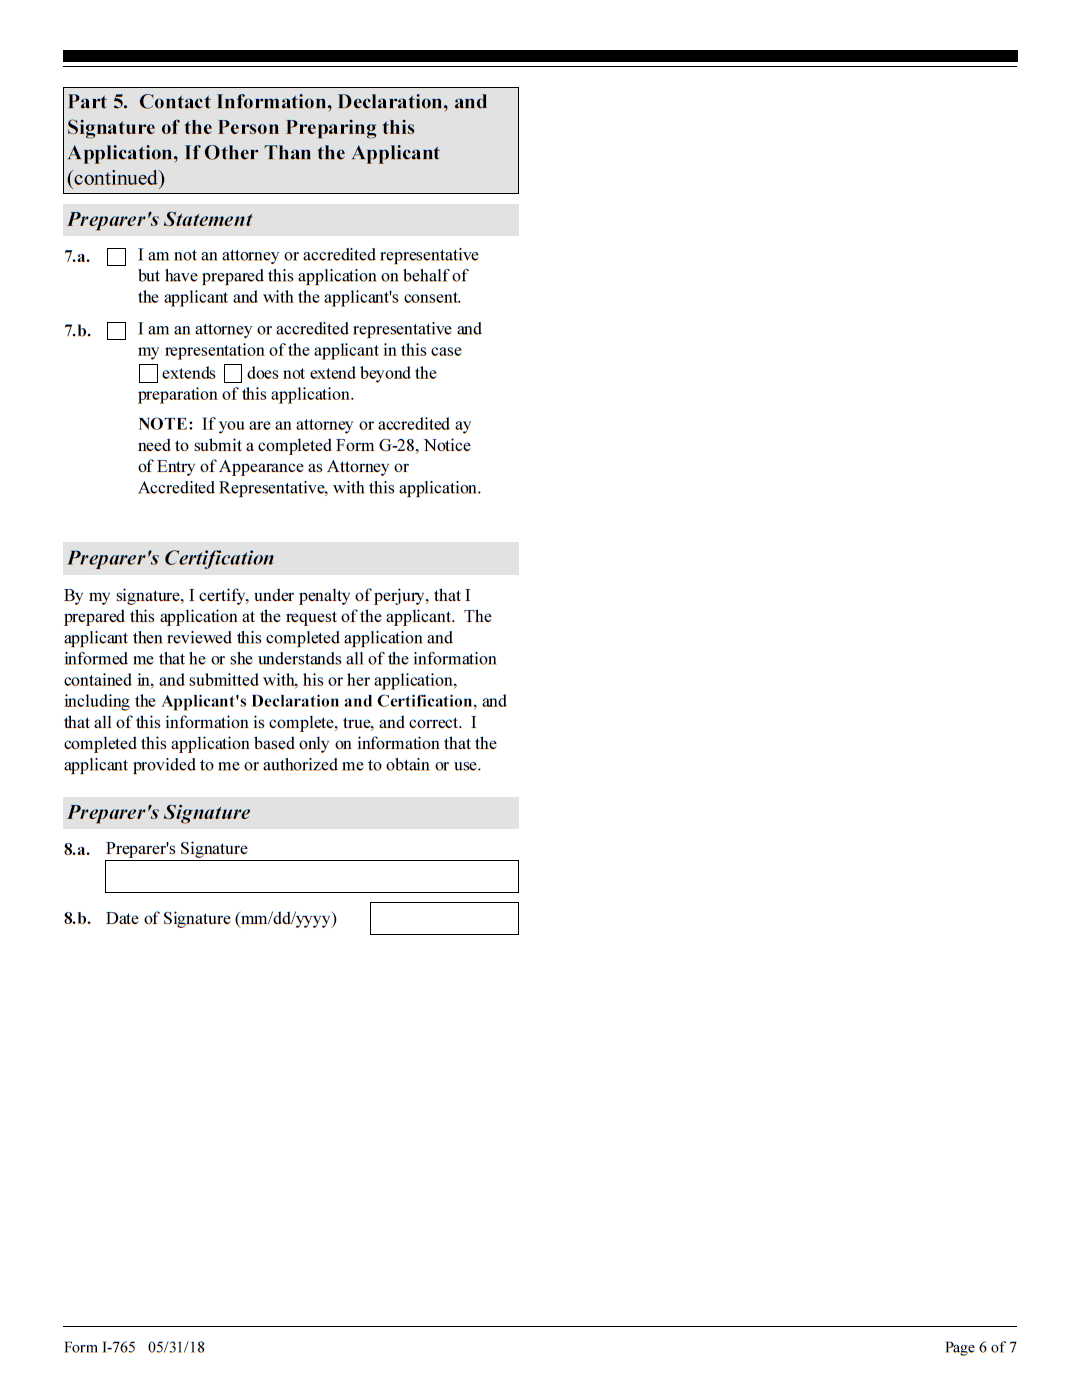 Part 5.  Contact Information, Declaration, and
Signature of the Person Preparing this
Application, If Other Than the Applicant
(continued)
Preparer's Statement
7.a. I am not an attorney or accredited representative
but have prepared this application on behalf of
the applicant and with the applicant's consent.
7.b. I am an attorney or accredited representative and
my representation of the applicant in this case
extends does not extend beyond the
preparation of this application.
NOTE:  If you are an attorney or accredited ay
need to submit a completed Form G-28, Notice
of Entry of Appearance as Attorney or
Accredited Representative, with this application.
Preparer's Certification
By my signature, I certify, under penalty of perjury, that I
prepared this application at the request of the applicant.  The
applicant then reviewed this completed application and
informed me that he or she understands all of the information
contained in, and submitted with, his or her application,
including the Applicant's Declaration and Certification, and
that all of this information is complete, true, and correct.  I
completed this application based only on information that the
applicant provided to me or authorized me to obtain or use.
Preparer's Signature
8.a. Preparer's Signature
8.b. Date of Signature (mm/dd/yyyy)
Form I-765   05/31/18 Page 6 of 7